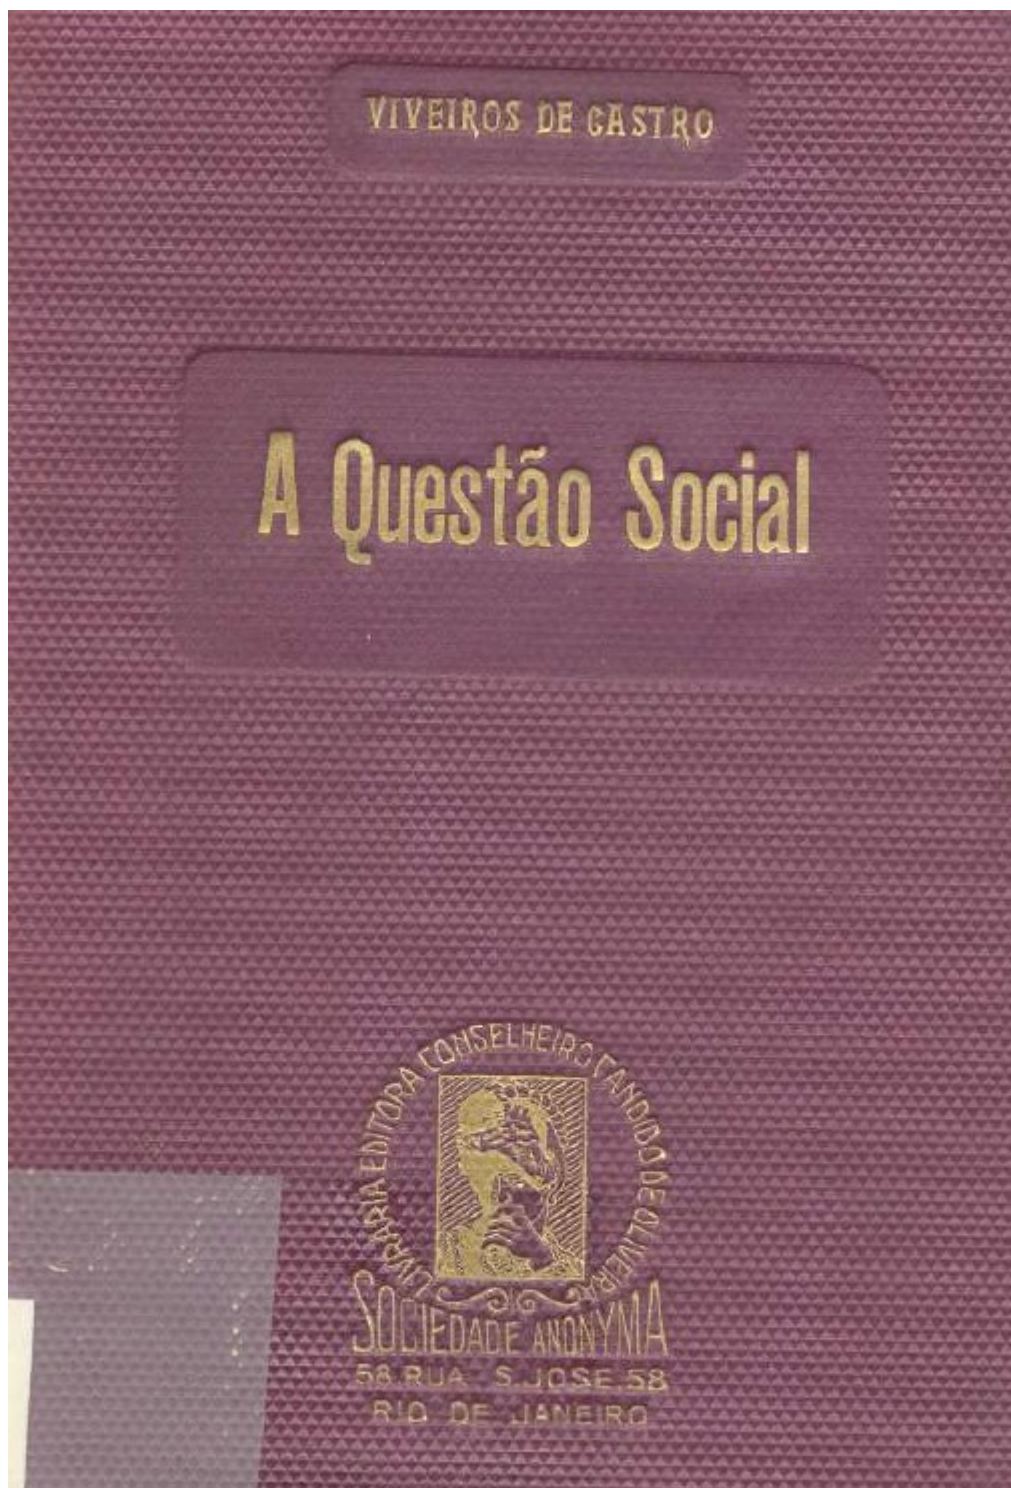 VIVEIROS DE CASTRO
A Questão Social
LIVRARIA EDITORA CONSELHEIRO CANDIDO DE OLIVEIRA
SOCIEDADE ANONYMA
58.RUA S.JOSE.58
RIO DE JANEIRO